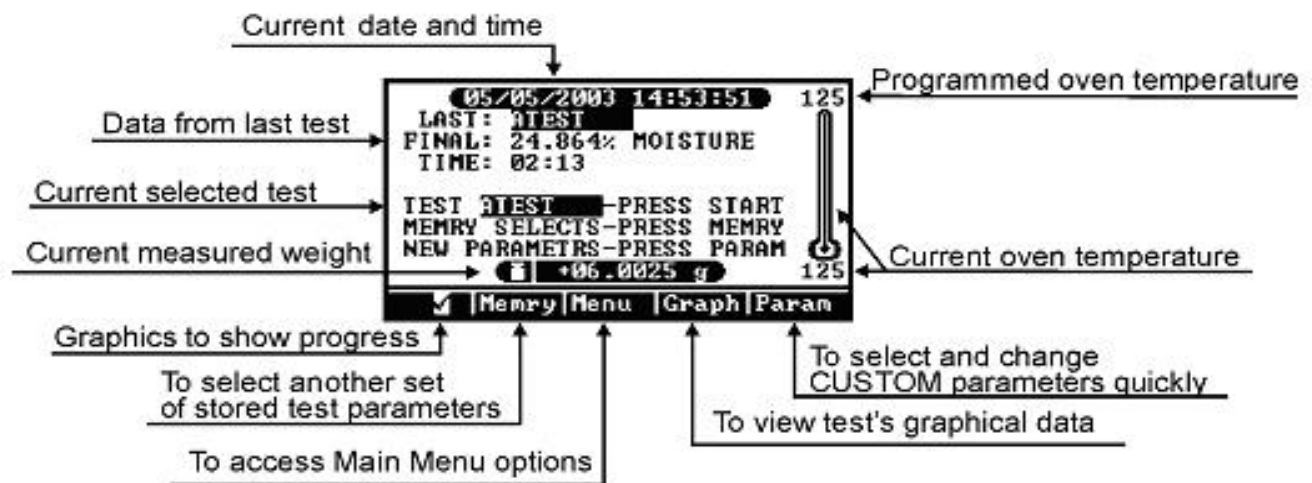 Current date and time
Programmed oven temperature
05/05/2003 14:53:51 125
Data from last test
LAST: ATEST
FINAL: 24.864% MOISTURE
TIME: 02:13
Current selected test
TEST ATEST -PRESS START
MEMRY SELECTS-PRESS MEMRY
NEW PARAMETRS-PRESS PARAM
Current measured weight
Current oven temperature
+06.0025 g 125
Memry|Menu |Graph|Param
Graphics to show progress
To select another set
of stored test parameters
To access Main Menu options
To view test's graphical data
To select and change
CUSTOM parameters quickly